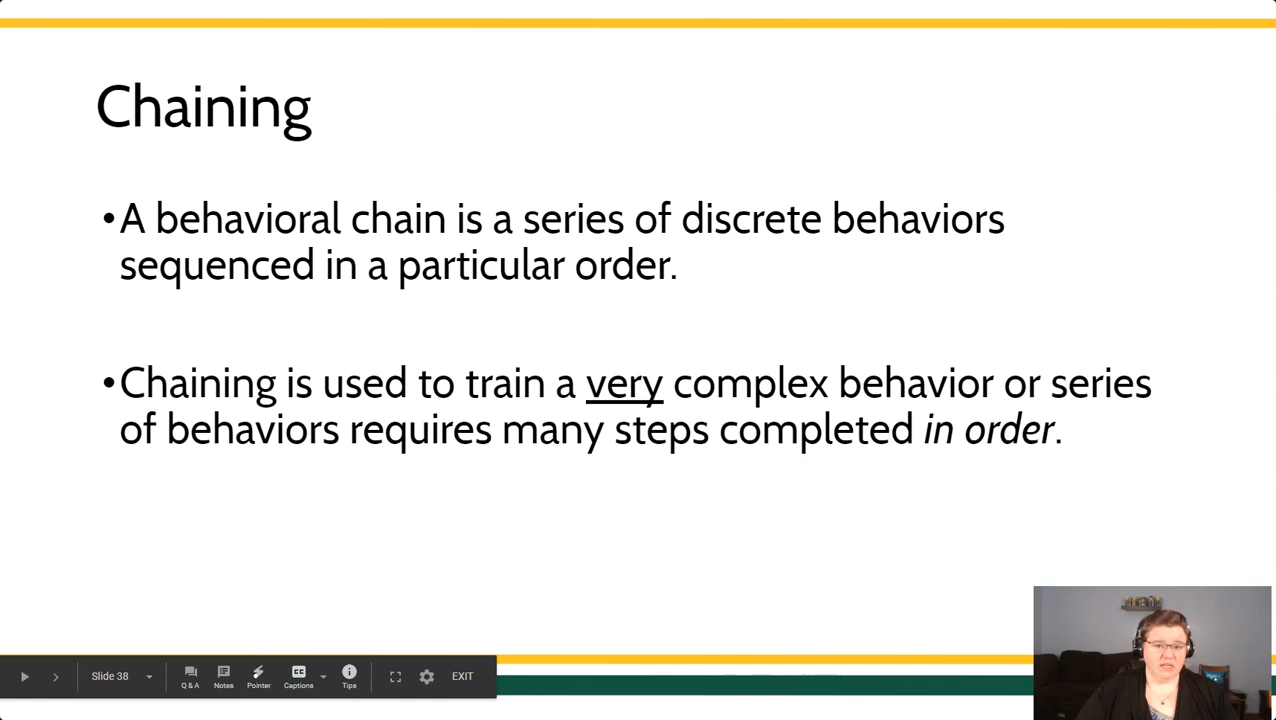 Chaining
•A behavioral chain is a series of discrete behaviors
sequenced in a particular order.
•Chaining is used to train a very complex behavior or series
of behaviors requires many steps completed in order.
Slide 38
Q & A
Notes
Pointer
CC
Captions
Tips
EXIT